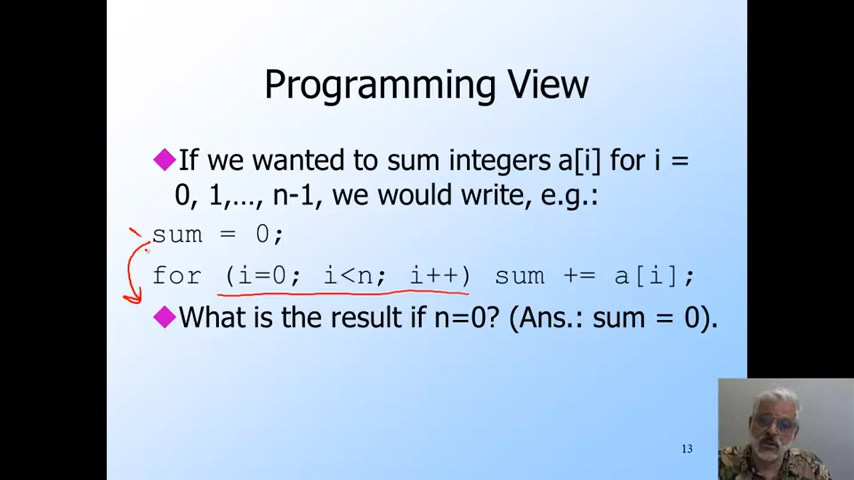 Programming View
If we wanted to sum integers a[i] for i =
0, 1,…, n-1, we would write, e.g.:
sum = 0;
for (i=0; i<n; i++) sum += a[i];
What is the result if n=0? (Ans.: sum = 0).
13